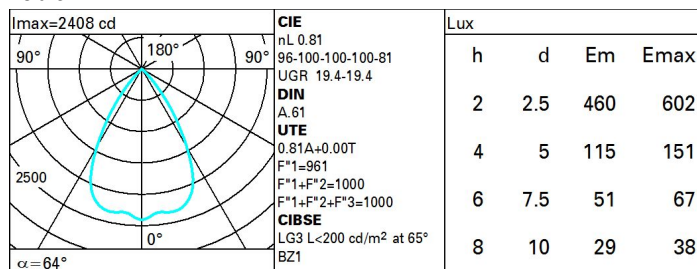 Imax=2408 cd
90°
180°
90°
2500
0°
α=64°
CIE
nL 0.81
96-100-100-100-81
UGR 19.4-19.4
DIN
A.61
UTE
0.81A+0.00T
F"1=961
F"1+F"2=1000
F"1+F"2+F"3=1000
CIBSE
LG3 L<200 cd/m² at 65°
BZ1
Lux
h d Em Emax
2 2.5 460 602
4 5 115 151
6 7.5 51 67
8 10 29 38